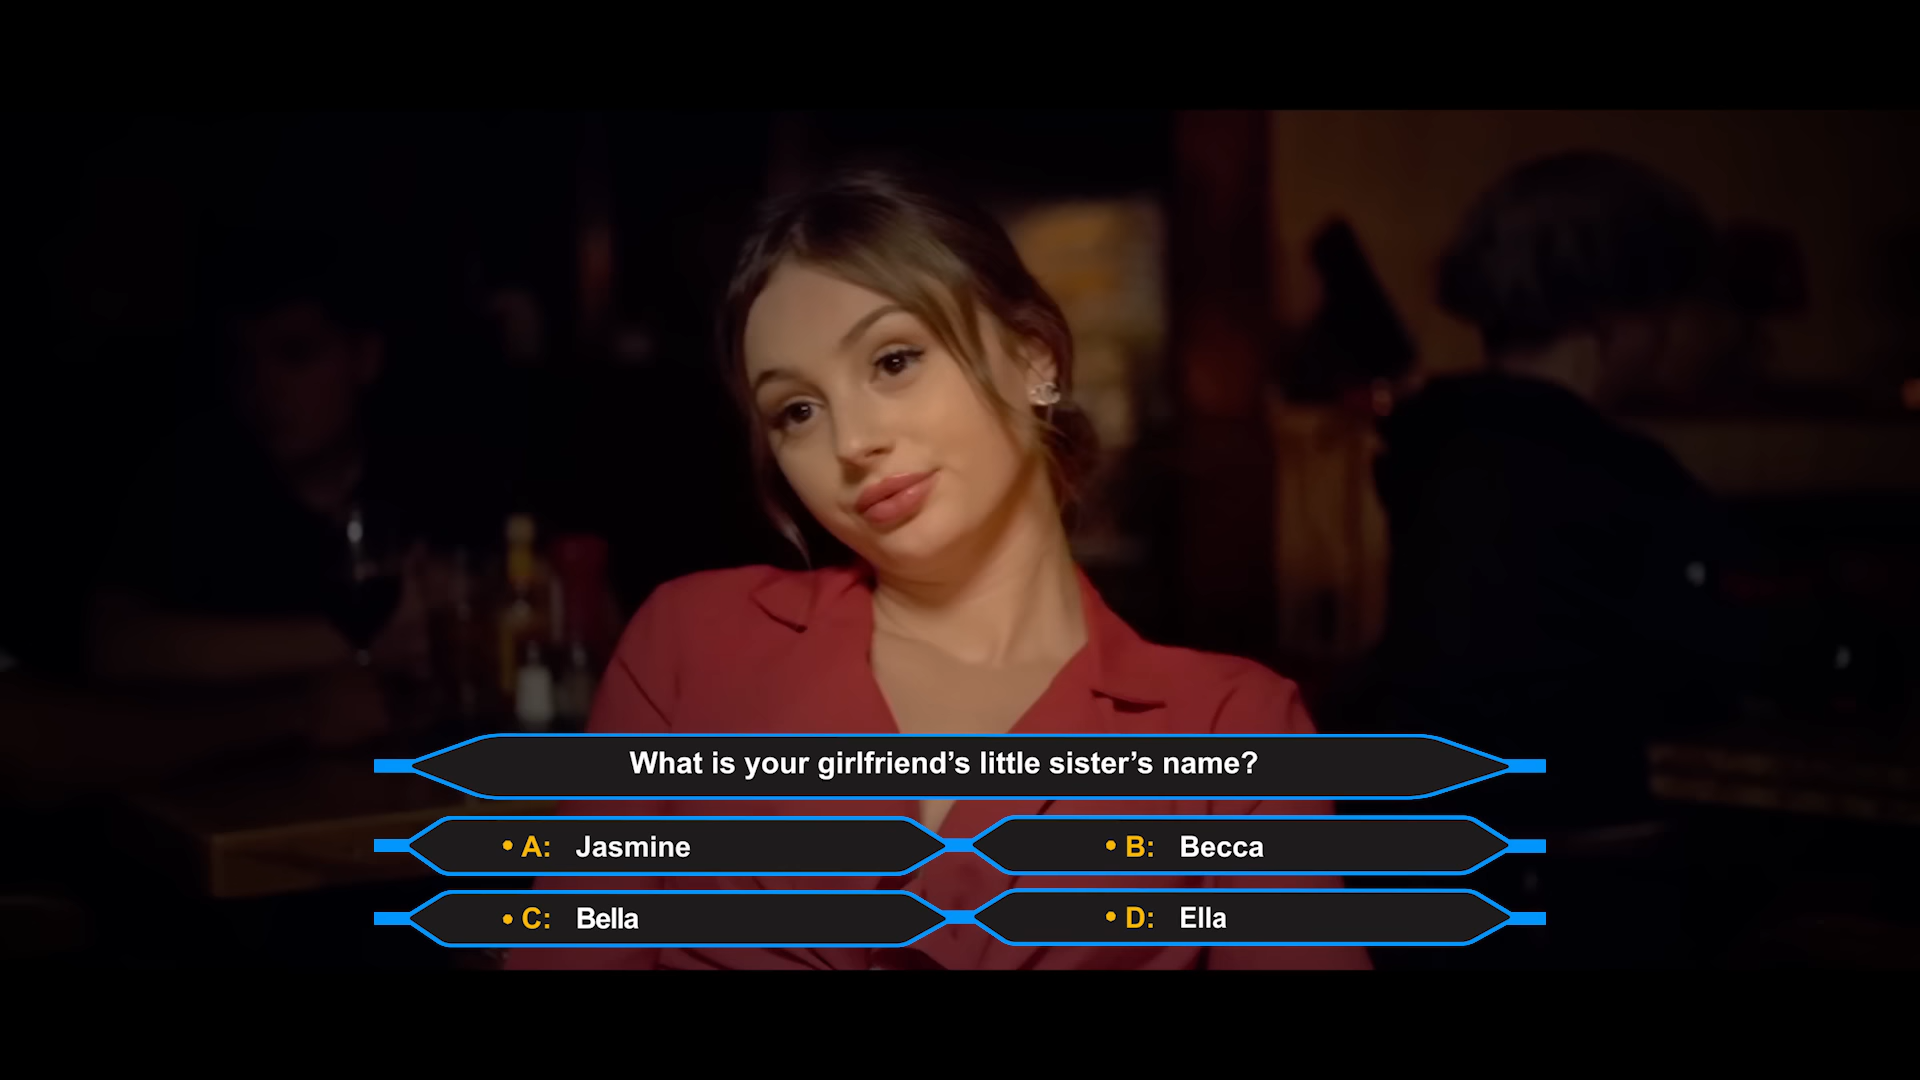 What is your girlfriend’s little sister’s name?
• A: Jasmine
• B: Becca
• C: Bella
• D: Ella